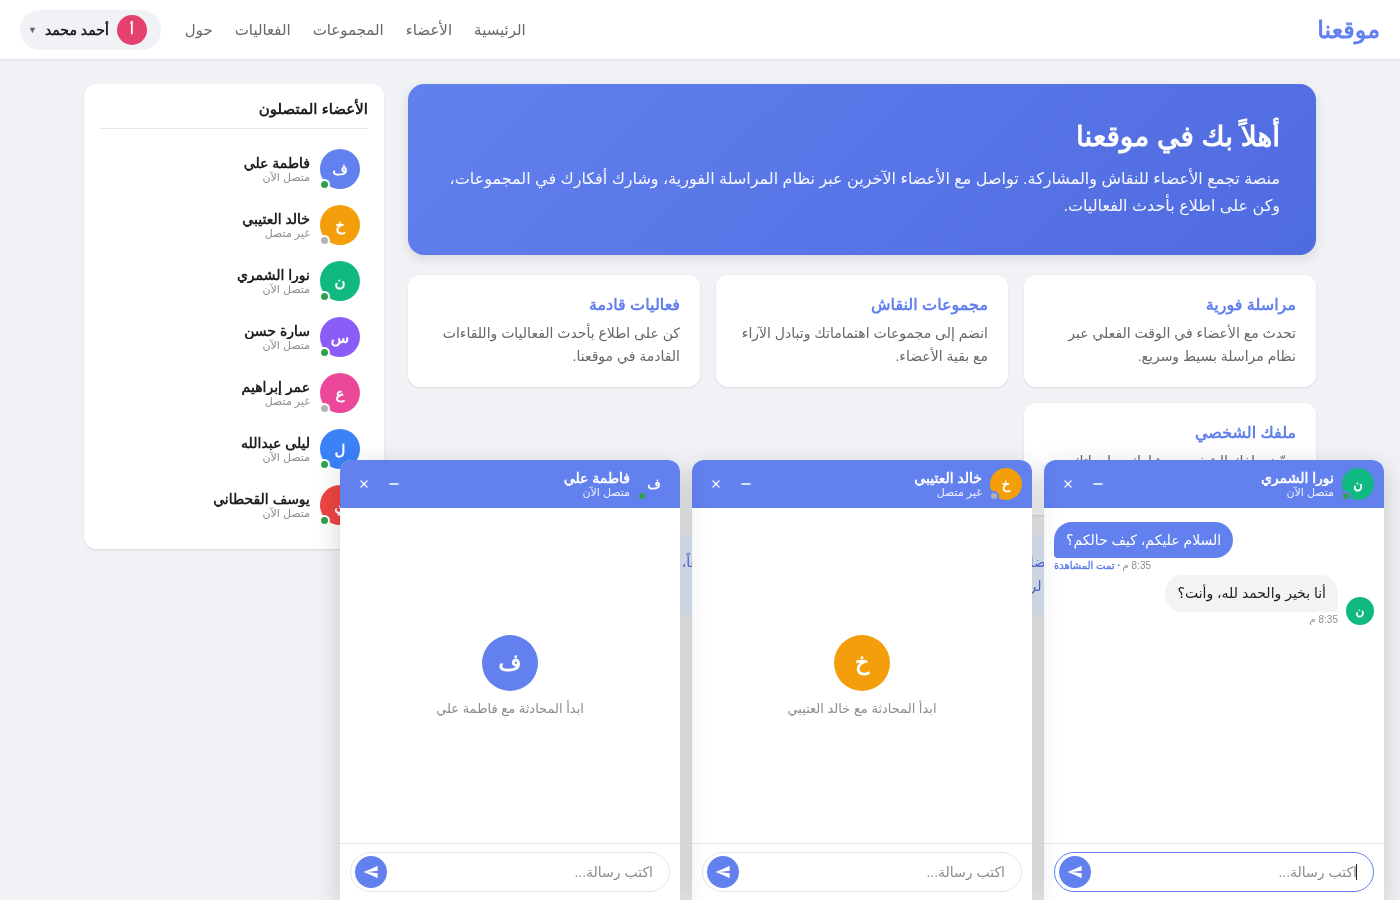 موقعنا
الرئيسية
الأعضاء
المجموعات
الفعاليات
حول
أ
أحمد محمد
أهلاً بك في موقعنا
منصة تجمع الأعضاء للنقاش والمشاركة. تواصل مع الأعضاء الآخرين عبر نظام المراسلة الفورية، وشارك أفكارك في المجموعات،
وكن على اطلاع بأحدث الفعاليات.
مراسلة فورية
تحدث مع الأعضاء في الوقت الفعلي عبر
نظام مراسلة بسيط وسريع.
مجموعات النقاش
انضم إلى مجموعات اهتماماتك وتبادل الآراء
مع بقية الأعضاء.
فعاليات قادمة
كن على اطلاع بأحدث الفعاليات واللقاءات
القادمة في موقعنا.
ملفك الشخصي
الأعضاء المتصلون
ف
فاطمة علي
متصل الآن
خ
خالد العتيبي
غير متصل
ن
نورا الشمري
متصل الآن
س
سارة حسن
متصل الآن
ع
عمر إبراهيم
غير متصل
ل
ليلى عبدالله
متصل الآن
يوسف القحطاني
متصل الآن
ن
نورا الشمري
متصل الآن
السلام عليكم، كيف حالكم؟
8:35 م · تمت المشاهدة
أنا بخير والحمد لله، وأنت؟
ن
8:35 م
اكتب رسالة...
خ
خالد العتيبي
غير متصل
خ
ابدأ المحادثة مع خالد العتيبي
اكتب رسالة...
ف
فاطمة علي
متصل الآن
ف
ابدأ المحادثة مع فاطمة علي
اكتب رسالة...